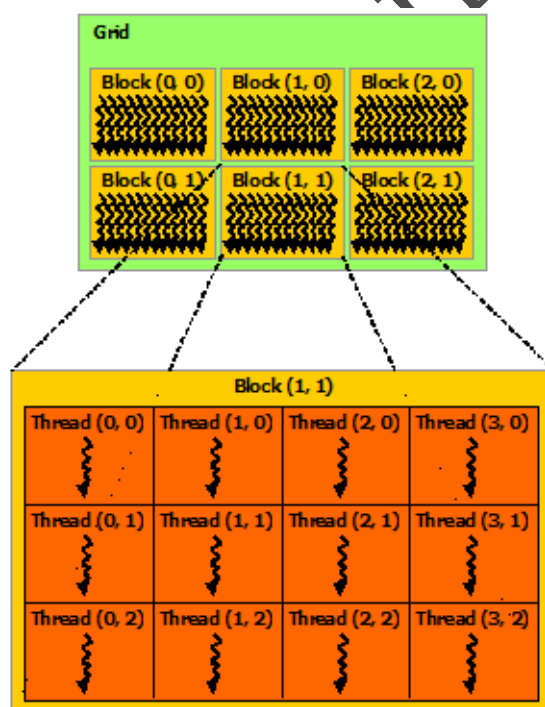 Grid
Block (0, 0) Block (1, 0) Block (2, 0)
Block (0, 1) Block (1, 1) Block (2, 1)
Block (1, 1)
Thread (0, 0) Thread (1, 0) Thread (2, 0) Thread (3, 0)
Thread (0, 1) Thread (1, 1) Thread (2, 1) Thread (3, 1)
Thread (0, 2) Thread (1, 2) Thread (2, 2) Thread (3, 2)